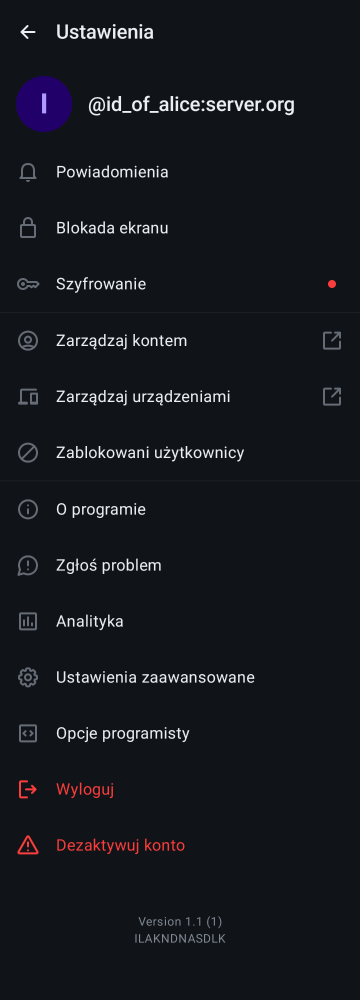 Ustawienia
I
@id_of_alice:server.org
Powiadomienia
Blokada ekranu
Szyfrowanie
Zarządzaj kontem
Zarządzaj urządzeniami
Zablokowani użytkownicy
O programie
Zgłoś problem
Analityka
Ustawienia zaawansowane
Opcje programisty
Wyloguj
Dezaktywuj konto
Version 1.1 (1)
ILAKNDNASDLK